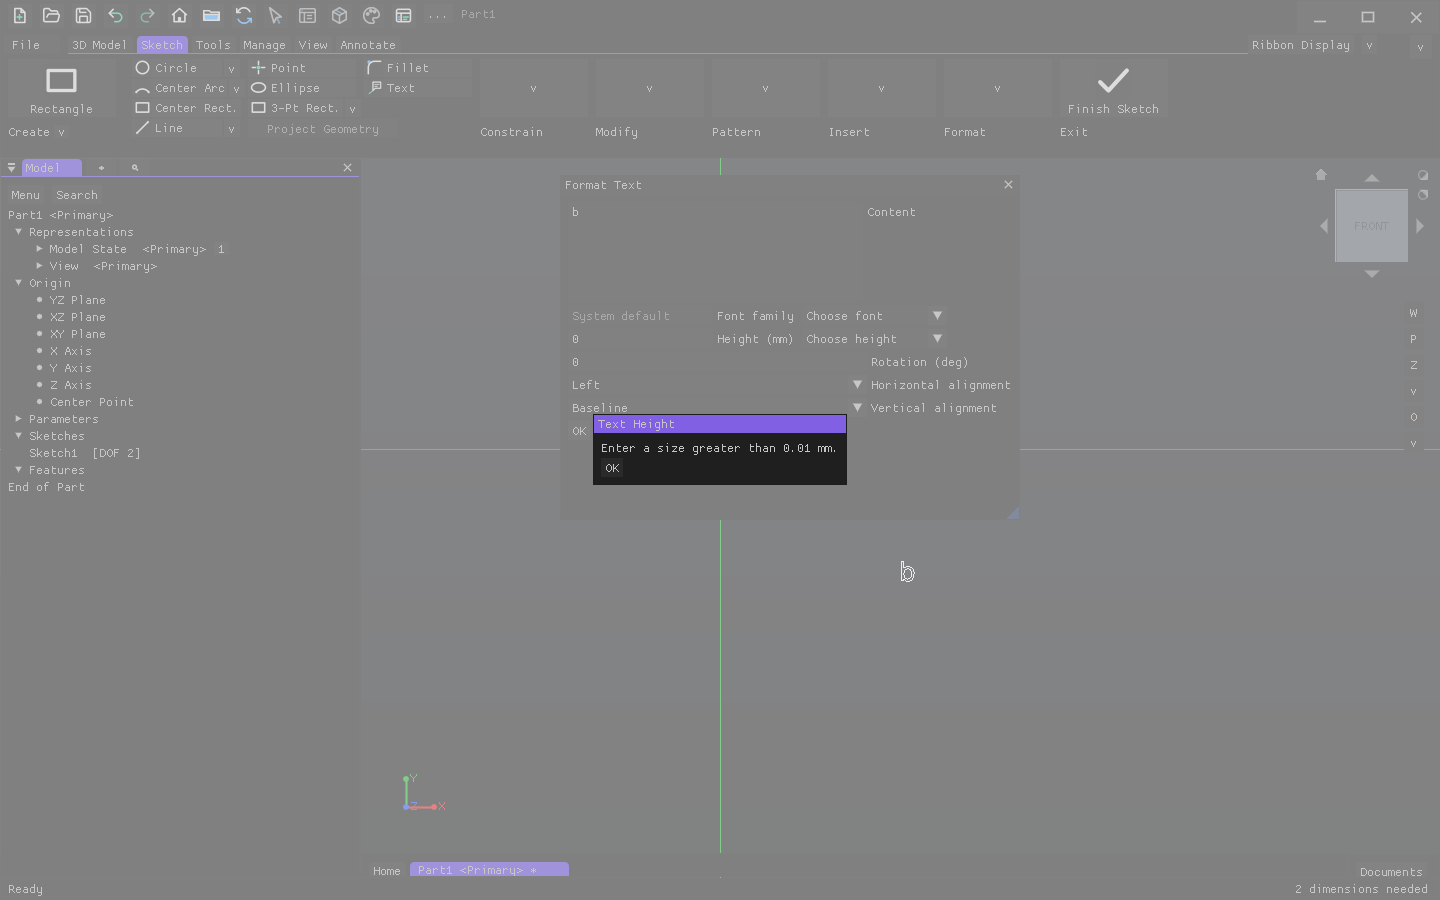 ... Part1
File 3D Model Sketch Tools Manage View Annotate Ribbon Display v v
Rectangle
Create v
Circle v
Center Arc v
Center Rect.
Line v
Point
Ellipse
3-Pt Rect. v
Project Geometry
Fillet
Text
v
Constrain
v
Modify
v
Pattern
v
Insert
v
Format
Finish Sketch
Exit
Model
Menu Search
Part1 <Primary>
Representations
Model State <Primary> 1
View <Primary>
Origin
YZ Plane
XZ Plane
XY Plane
X Axis
Y Axis
Z Axis
Center Point
Parameters
Sketches
Sketch1 [DOF 2]
Features
End of Part
Format Text
b Content
System default Font family Choose font
0 Height (mm) Choose height
0 Rotation (deg)
Left Horizontal alignment
Baseline Vertical alignment
OK
Text Height
Enter a size greater than 0.01 mm.
OK
b
FRONT
W
P
Z
v
O
v
Y
Z X
Home Part1 <Primary> *
Documents
Ready 2 dimensions needed